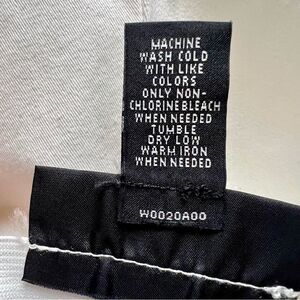 MACHINE
WASH COLD
WITH LIKE
COLORS
ONLY NON-
CHLORINE BLEACH
WHEN NEEDED
TUMBLE
DRY LOW
WARM IRON
WHEN NEEDED
W0020A00